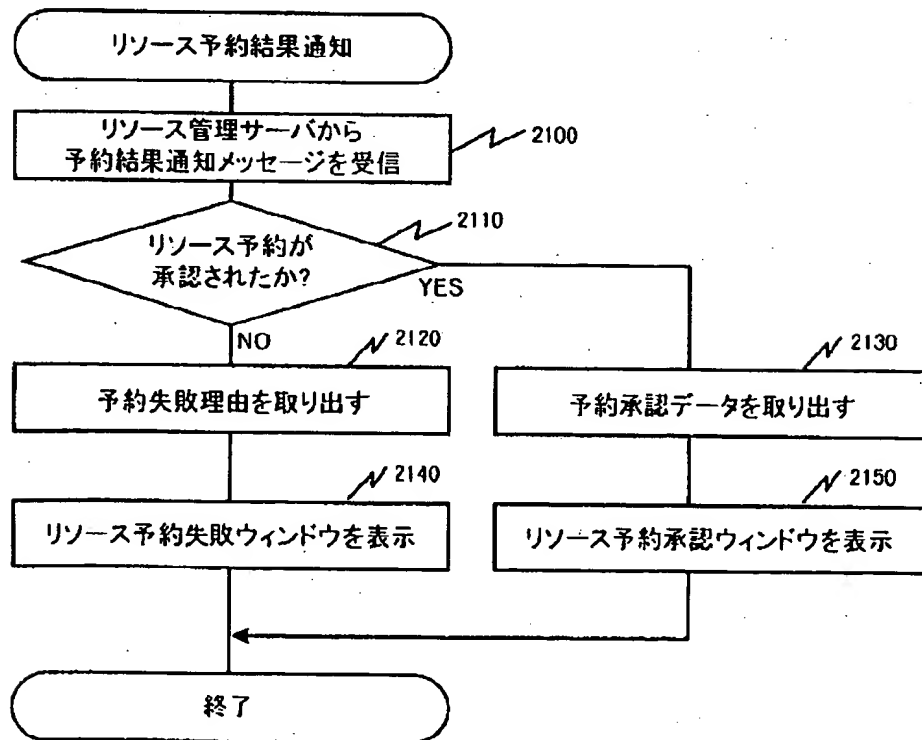 リソース予約結果通知
リソース管理サーバから
予約結果通知メッセージを受信
2100
2110
リソース予約が
承認されたか?
YES
NO
2120
予約失敗理由を取り出す
2130
予約承認データを取り出す
2140
リソース予約失敗ウィンドウを表示
2150
リソース予約承認ウィンドウを表示
終了